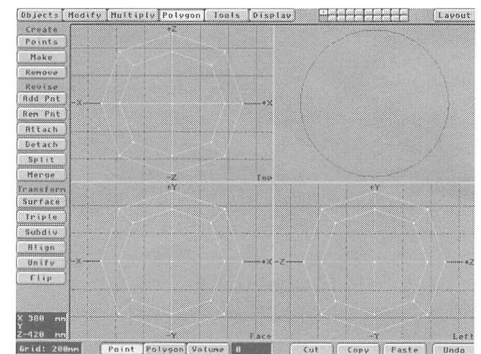 Objects Modify Multiply Polygon Tools Display Layout
Create
Points
Make
Remove
Revise
Add Pnt
Rem Pnt
Attach
Detach
Split
Merge
Transform
Surface
Triple
Subdiv
Align
Unify
Flip
+Z
-X +X
-Z Top
+Y +Y
-X +X -Z +Z
-Y Face -Y Left
X 380 mm
Y
Z-420 mm
Grid: 200mm Point Polygon Volume 0 Cut Copy Paste Undo